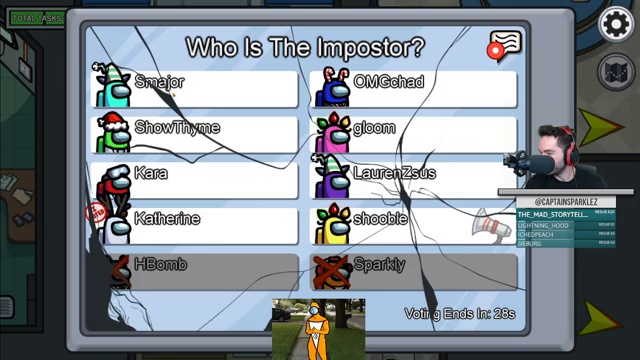 TOTAL TASKS
Who Is The Impostor?
Smajor
OMGchad
ShowThyme
gloom
Kara
LaurenZsus
Katherine
shooble
HBomb
Sparkly
Voting Ends In: 28s
@CAPTAINSPARKLEZ
THE_MAD_STORYTELL...
LIGHTNING_HOOD
ICHEDPEACH
SIEBURG